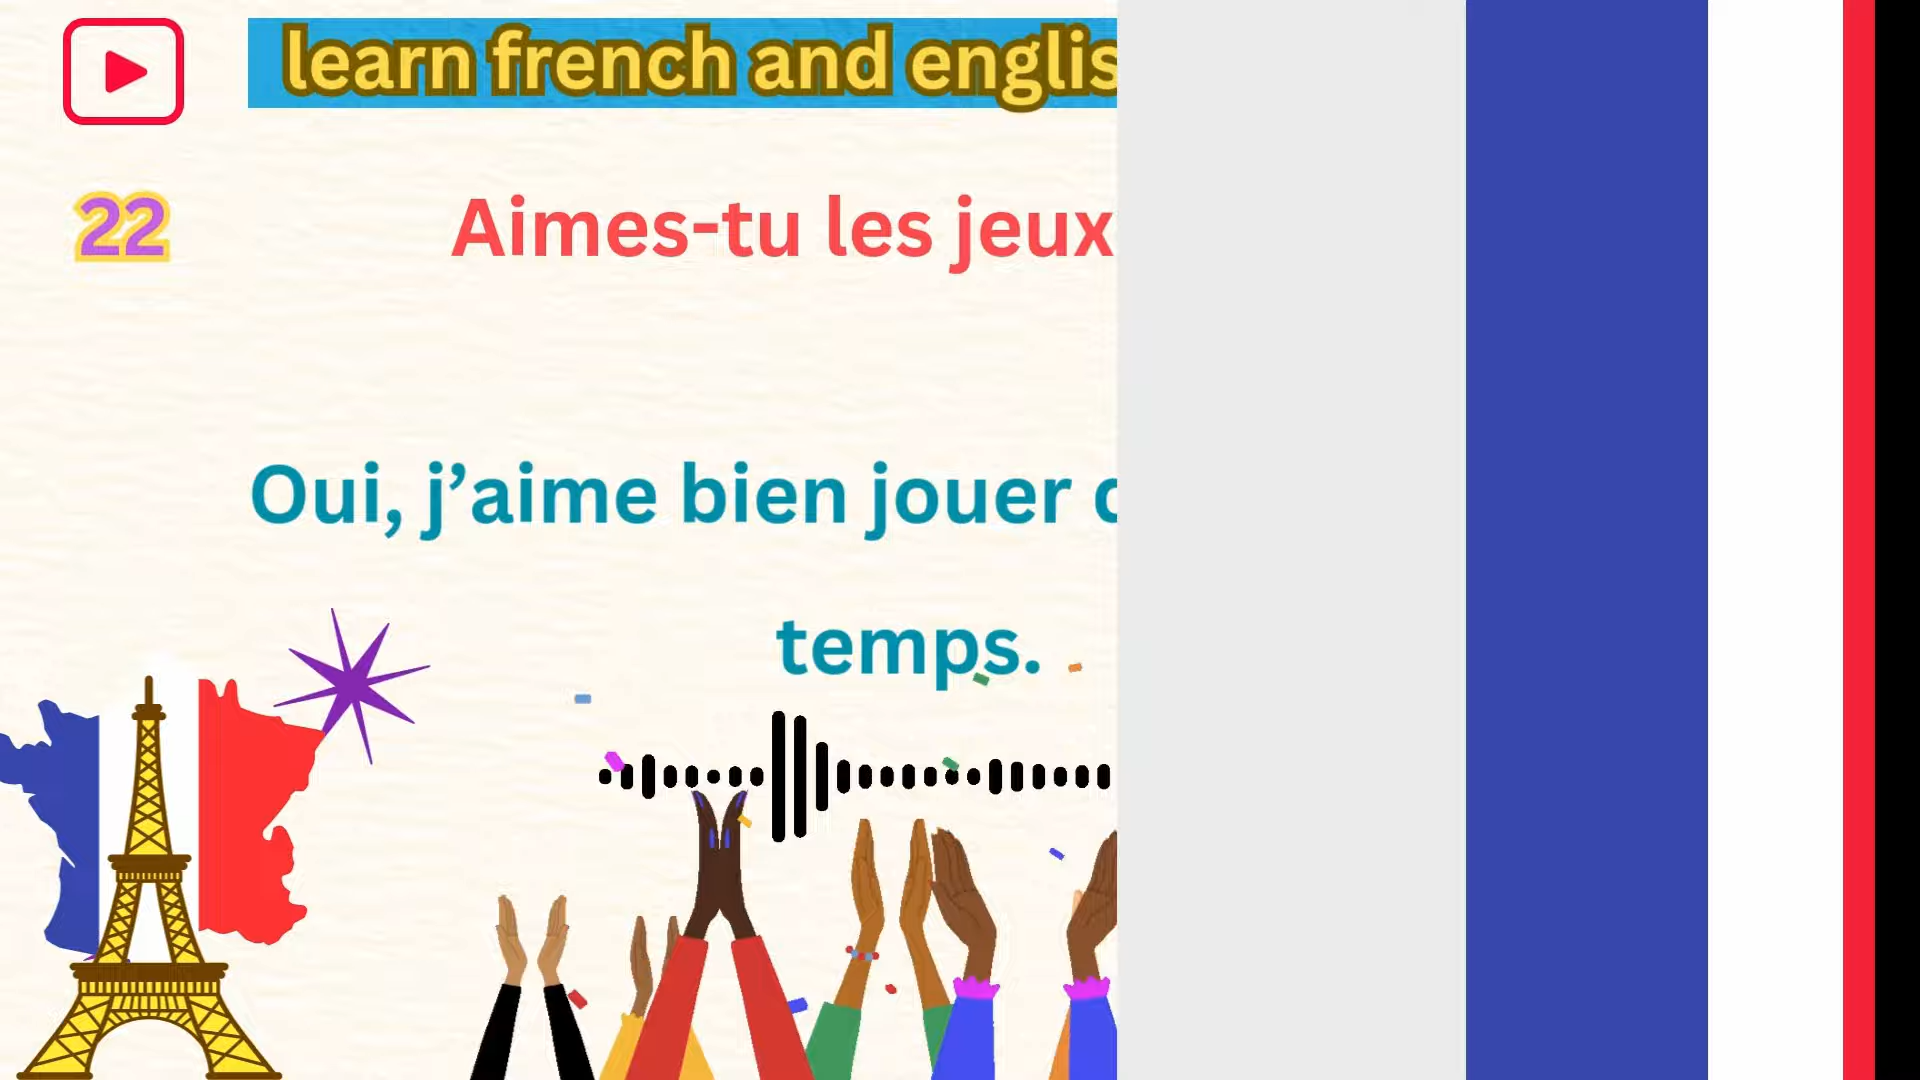 learn french and englis
22
Aimes-tu les jeux
Oui, j’aime bien jouer
temps.